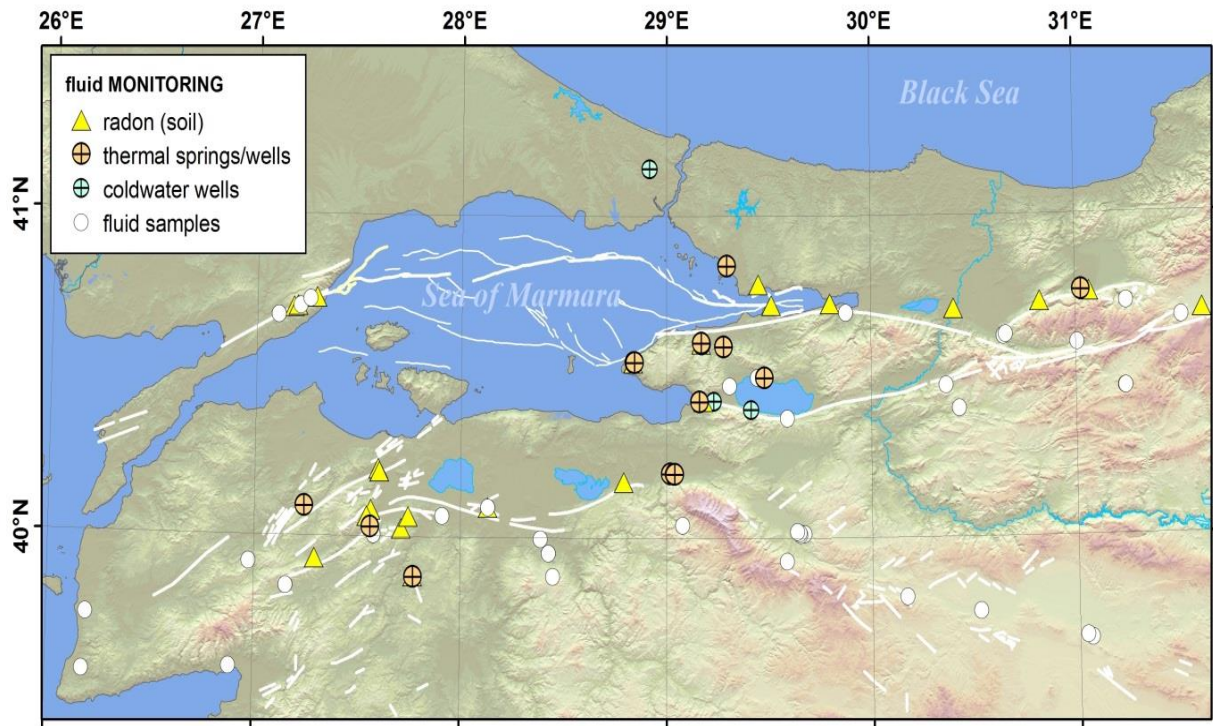 26°E 27°E 28°E 29°E 30°E 31°E
fluid MONITORING
radon (soil)
thermal springs/wells
coldwater wells
fluid samples
Black Sea
41°N
Sea of Marmara
40°N